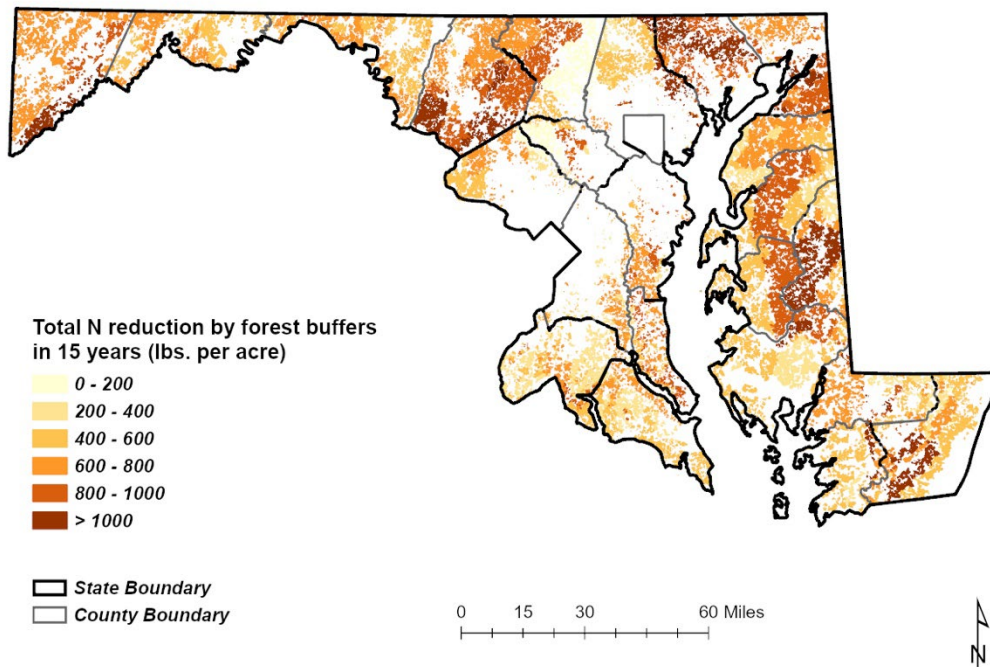 Total N reduction by forest buffers
in 15 years (lbs. per acre)
0 - 200
200 - 400
400 - 600
600 - 800
800 - 1000
> 1000
State Boundary
County Boundary
0 15 30 60 Miles
N